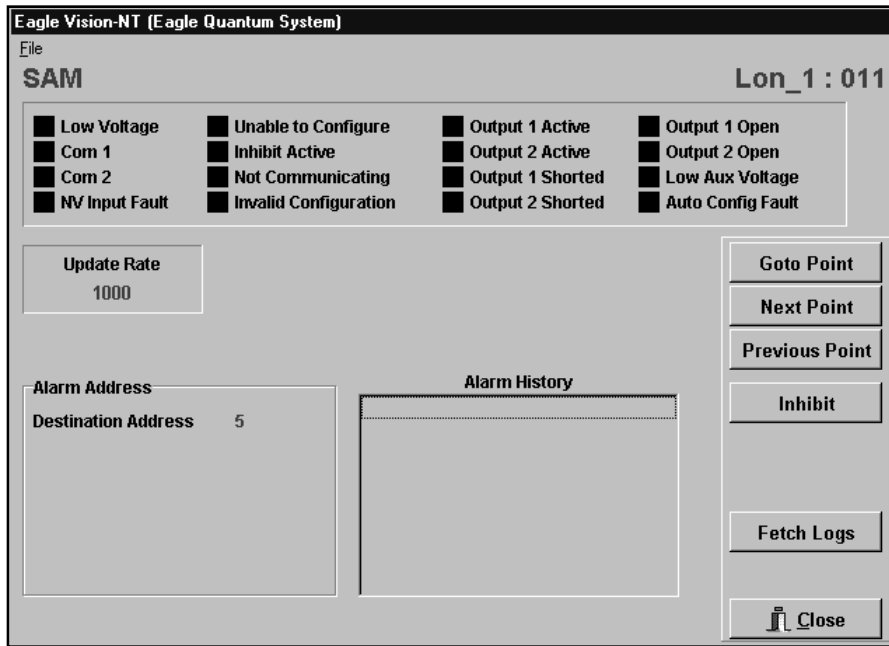 Eagle Vision-NT (Eagle Quantum System)
File
SAM
Lon_1 : 011
Low Voltage
Unable to Configure
Output 1 Active
Output 1 Open
Com 1
Inhibit Active
Output 2 Active
Output 2 Open
Com 2
Not Communicating
Output 1 Shorted
Low Aux Voltage
NV Input Fault
Invalid Configuration
Output 2 Shorted
Auto Config Fault
Update Rate
1000
Goto Point
Next Point
Previous Point
Inhibit
Alarm Address
Destination Address 5
Alarm History
Fetch Logs
Close